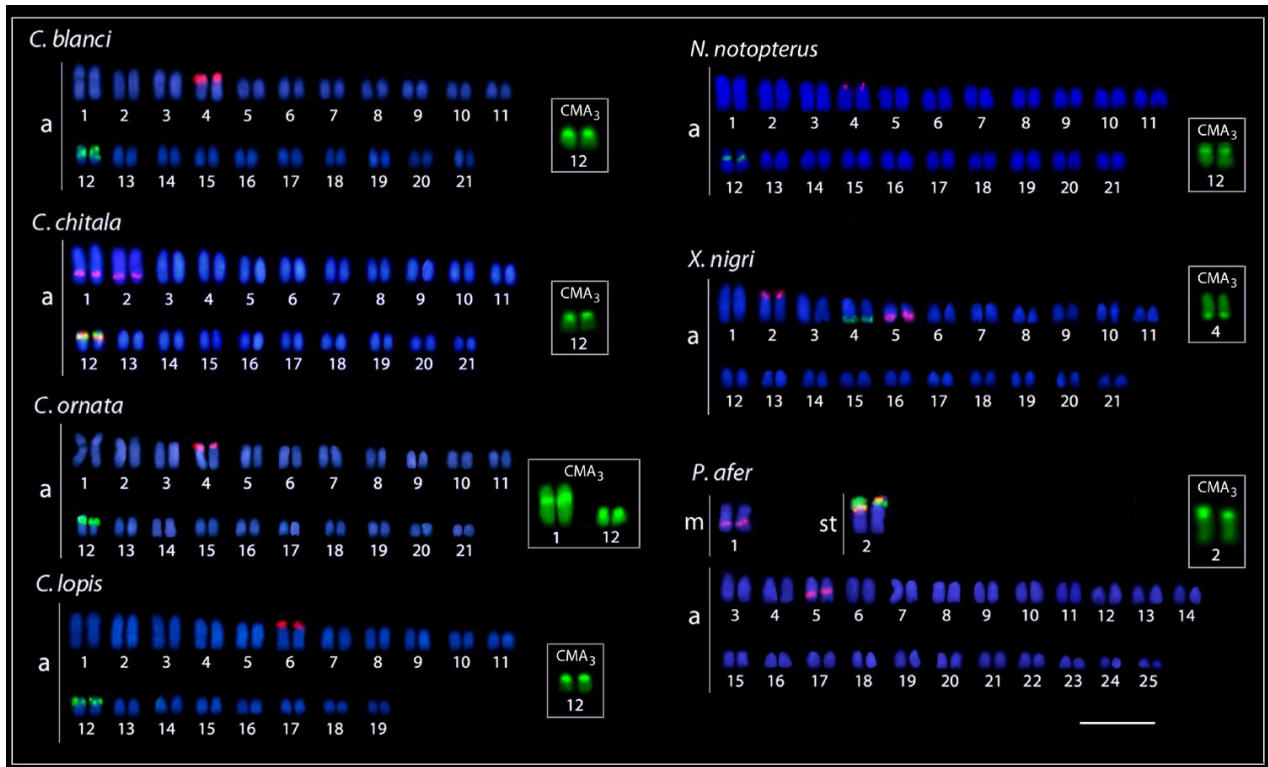 C. blanci
a
1 2 3 4 5 6 7 8 9 10 11
12 13 14 15 16 17 18 19 20 21
CMA₃
12
C. chitala
a
1 2 3 4 5 6 7 8 9 10 11
12 13 14 15 16 17 18 19 20 21
CMA₃
12
C. ornata
a
1 2 3 4 5 6 7 8 9 10 11
12 13 14 15 16 17 18 19 20 21
CMA₃
1 12
C. lopis
a
1 2 3 4 5 6 7 8 9 10 11
12 13 14 15 16 17 18 19
CMA₃
12
N. notopterus
a
1 2 3 4 5 6 7 8 9 10 11
12 13 14 15 16 17 18 19 20 21
CMA₃
12
X. nigri
a
1 2 3 4 5 6 7 8 9 10 11
12 13 14 15 16 17 18 19 20 21
CMA₃
4
P. afer
m
1
st
2
a
3 4 5 6 7 8 9 10 11 12 13 14
15 16 17 18 19 20 21 22 23 24 25
CMA₃
2